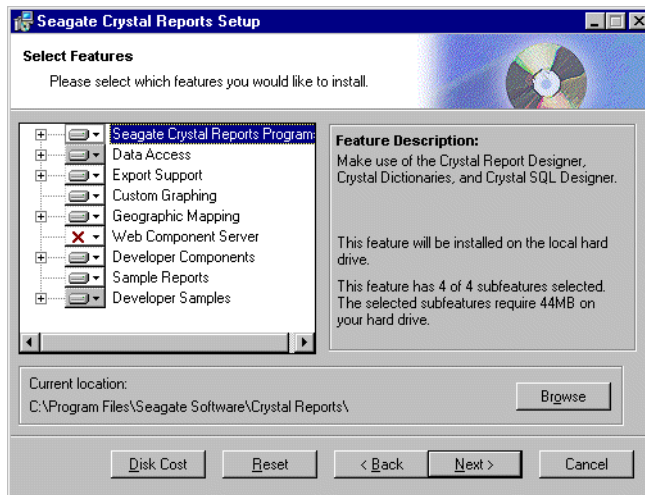 Seagate Crystal Reports Setup
Select Features
Please select which features you would like to install.
Seagate Crystal Reports Program
Data Access
Export Support
Custom Graphing
Geographic Mapping
Web Component Server
Developer Components
Sample Reports
Developer Samples
Feature Description:
Make use of the Crystal Report Designer,
Crystal Dictionaries, and Crystal SQL Designer.
This feature will be installed on the local hard
drive.
This feature has 4 of 4 subfeatures selected.
The selected subfeatures require 44MB on
your hard drive.
Current location:
C:\Program Files\Seagate Software\Crystal Reports\
Browse
Disk Cost
Reset
< Back
Next >
Cancel